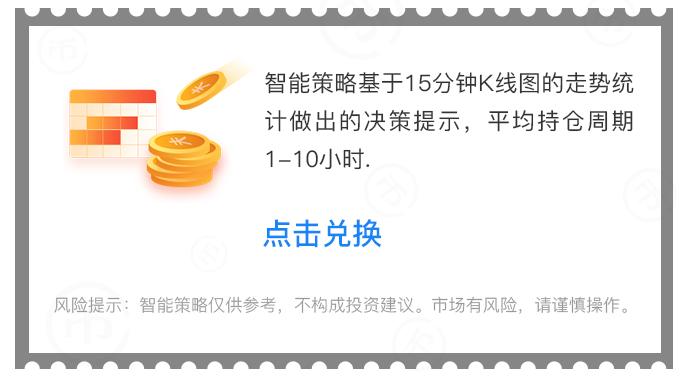 智能策略基于15分钟K线图的走势统
计做出的决策提示，平均持仓周期
1-10小时.
点击兑换
风险提示：智能策略仅供参考，不构成投资建议。市场有风险，请谨慎操作。